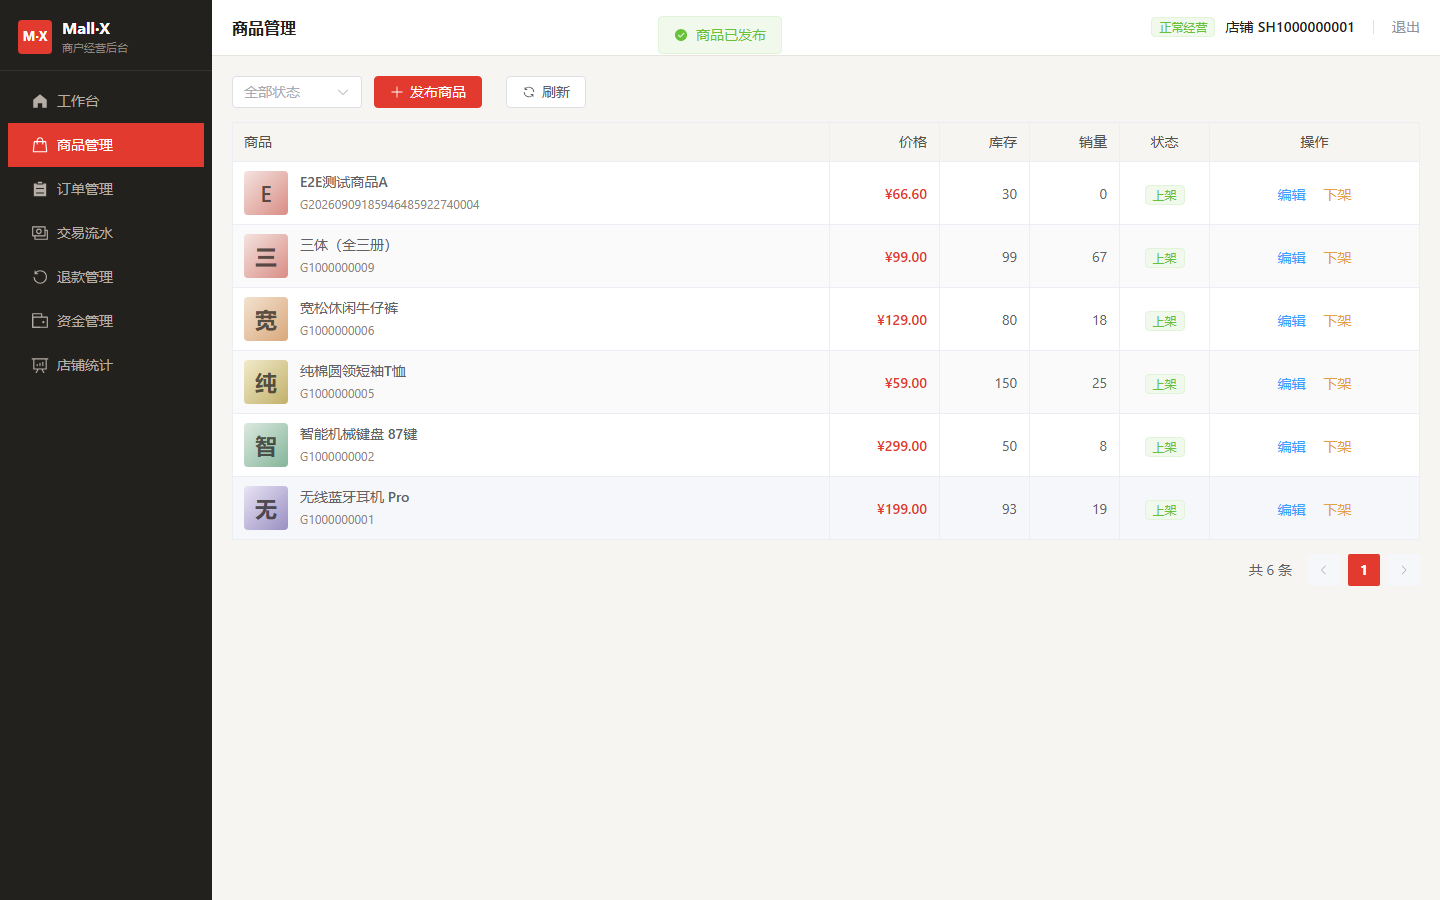 M·X
Mall·X
商户经营后台
工作台
商品管理
订单管理
交易流水
退款管理
资金管理
店铺统计
商品管理
商品已发布
正常经营 店铺 SH1000000001 退出
全部状态 发布商品 刷新
商品 价格 库存 销量 状态 操作
E E2E测试商品A ¥66.60 30 0 上架 编辑 下架
G20260909185946485922740004
三 三体（全三册） ¥99.00 99 67 上架 编辑 下架
G1000000009
宽 宽松休闲牛仔裤 ¥129.00 80 18 上架 编辑 下架
G1000000006
纯 纯棉圆领短袖T恤 ¥59.00 150 25 上架 编辑 下架
G1000000005
智 智能机械键盘 87键 ¥299.00 50 8 上架 编辑 下架
G1000000002
无 无线蓝牙耳机 Pro ¥199.00 93 19 上架 编辑 下架
G1000000001
共 6 条 1